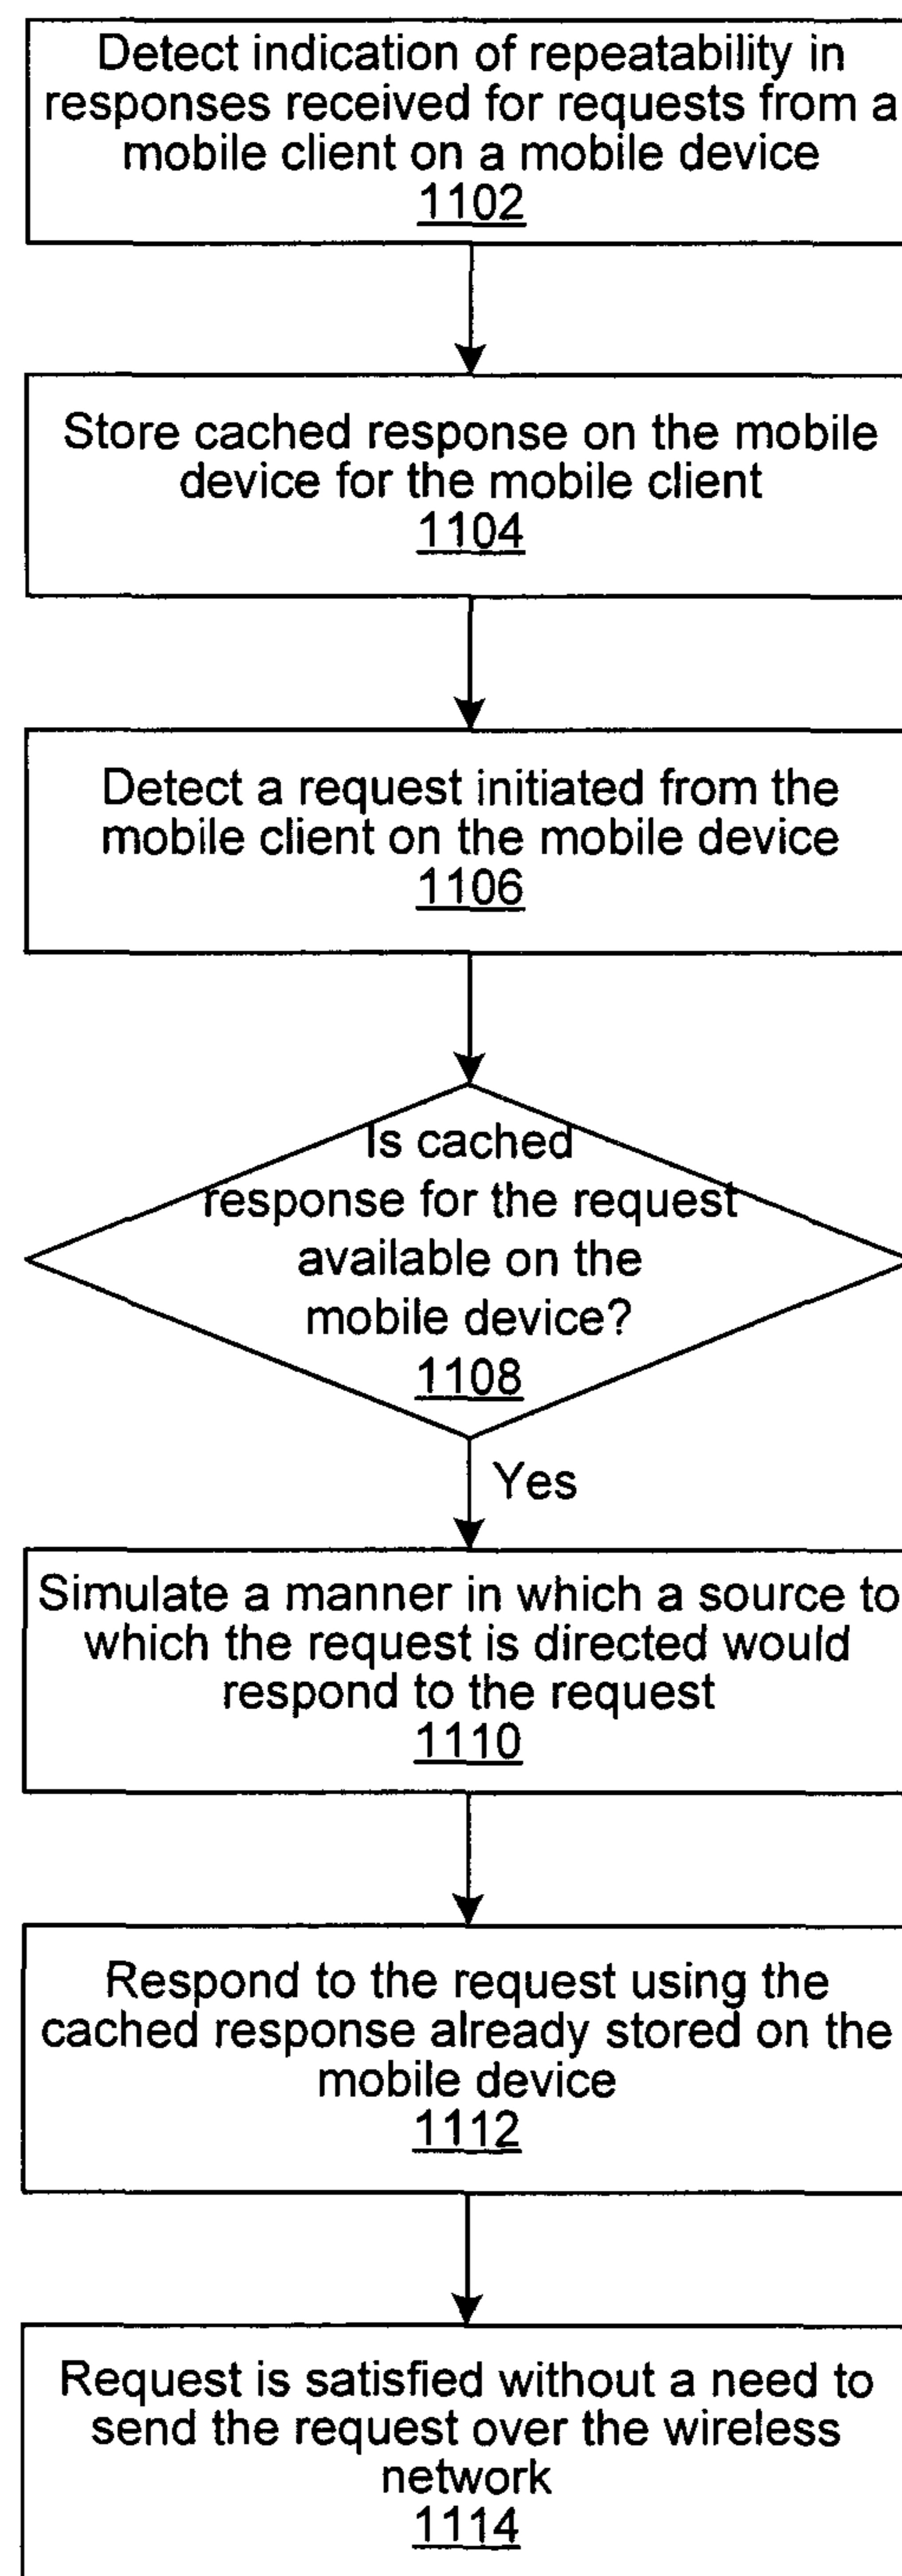 Detect indication of repeatability in
responses received for requests from a
mobile client on a mobile device
1102
Store cached response on the mobile
device for the mobile client
1104
Detect a request initiated from the
mobile client on the mobile device
1106
Is cached
response for the request
available on the
mobile device?
1108
Yes
Simulate a manner in which a source to
which the request is directed would
respond to the request
1110
Respond to the request using the
cached response already stored on the
mobile device
1112
Request is satisfied without a need to
send the request over the wireless
network
1114